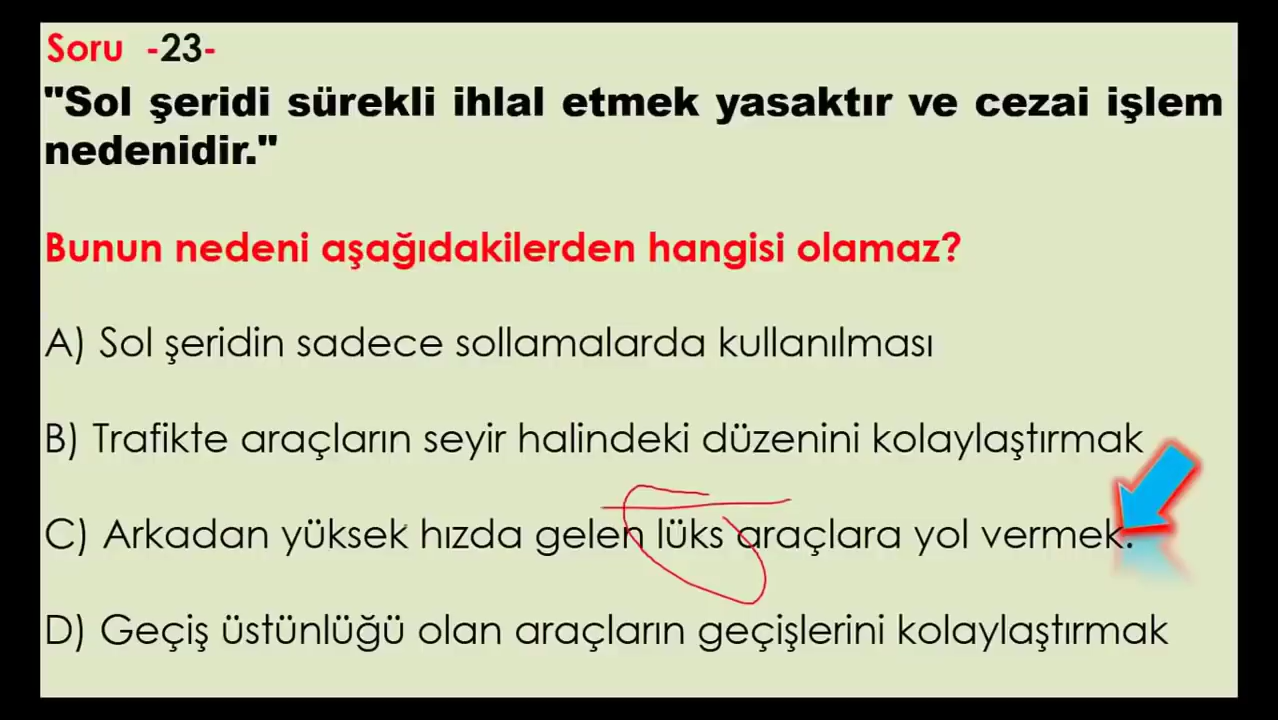 Soru -23-
"Sol şeridi sürekli ihlal etmek yasaktır ve cezai işlem
nedenidir."
Bunun nedeni aşağıdakilerden hangisi olamaz?
A) Sol şeridin sadece sollamalarda kullanılması
B) Trafikte araçların seyir halindeki düzenini kolaylaştırmak
C) Arkadan yüksek hızda gelen lüks araçlara yol vermek.
D) Geçiş üstünlüğü olan araçların geçişlerini kolaylaştırmak